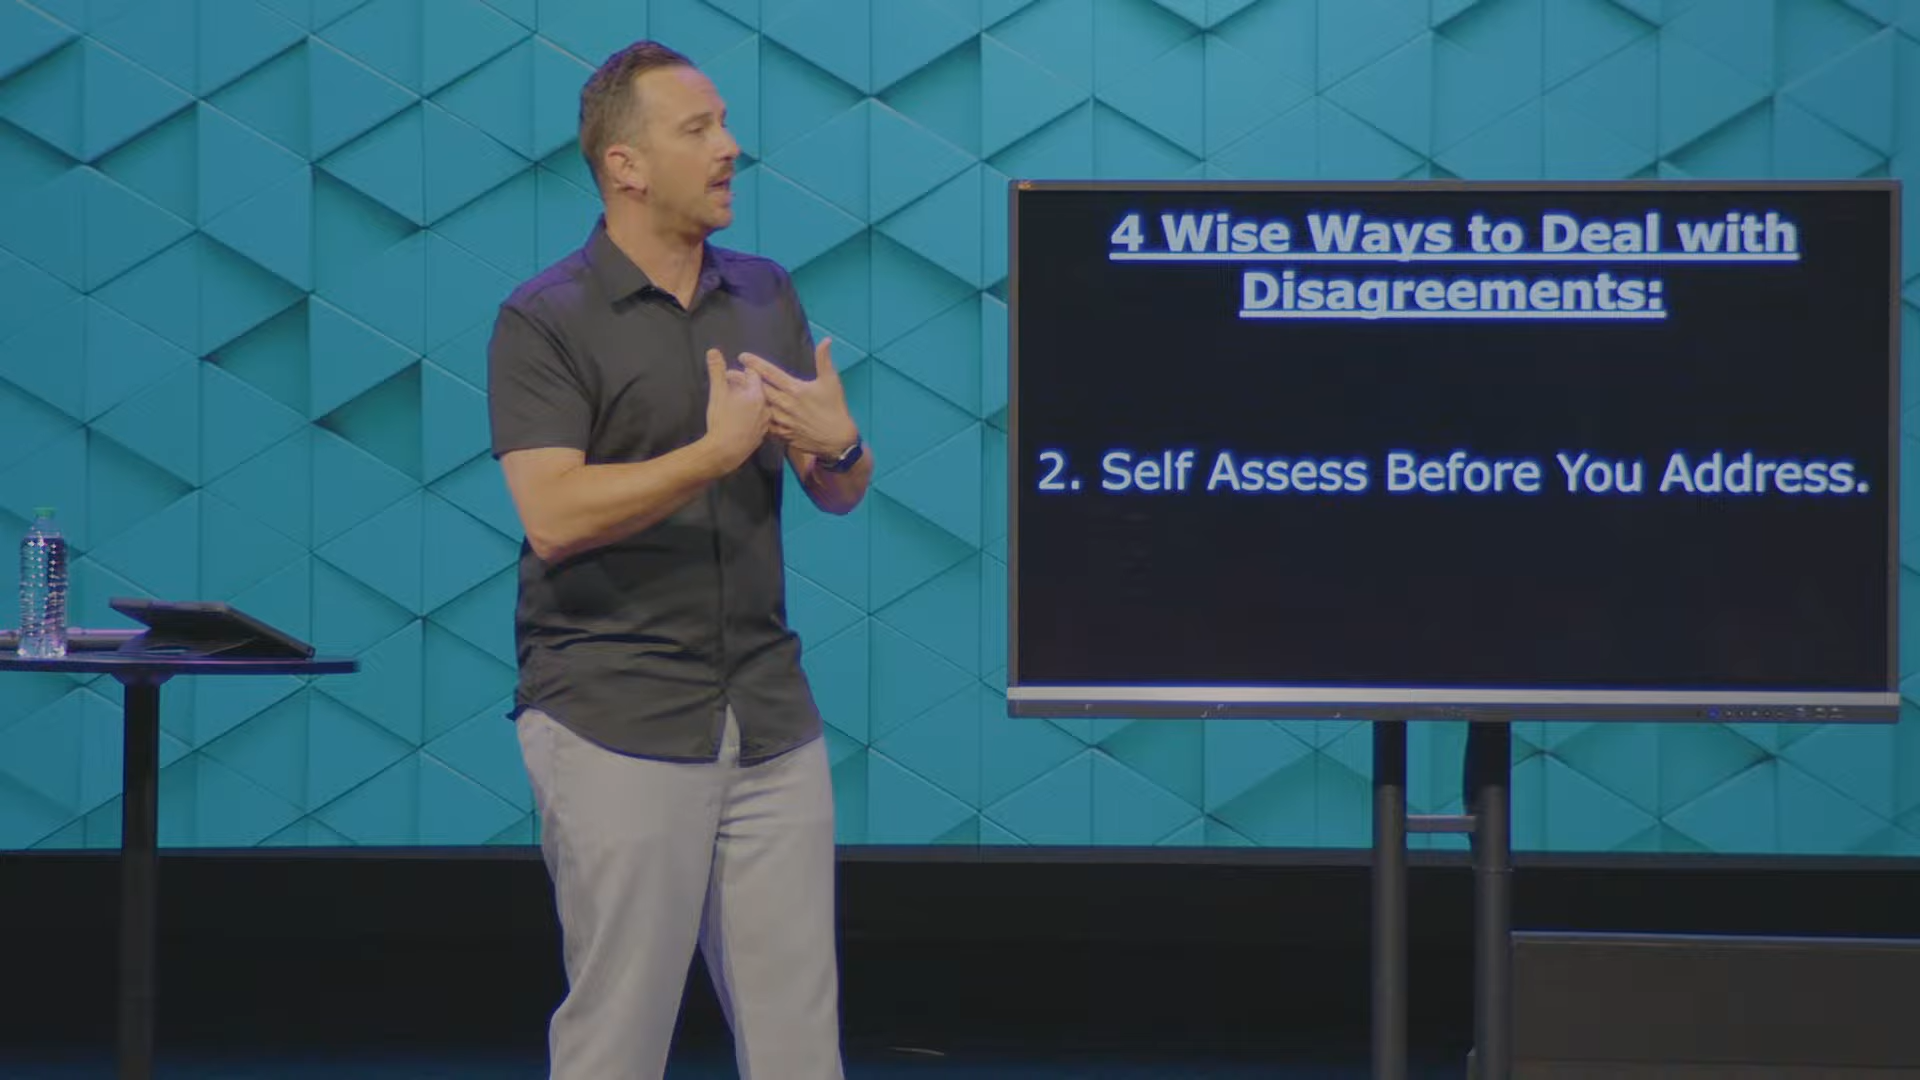 4 Wise Ways to Deal with
Disagreements:
2. Self Assess Before You Address.